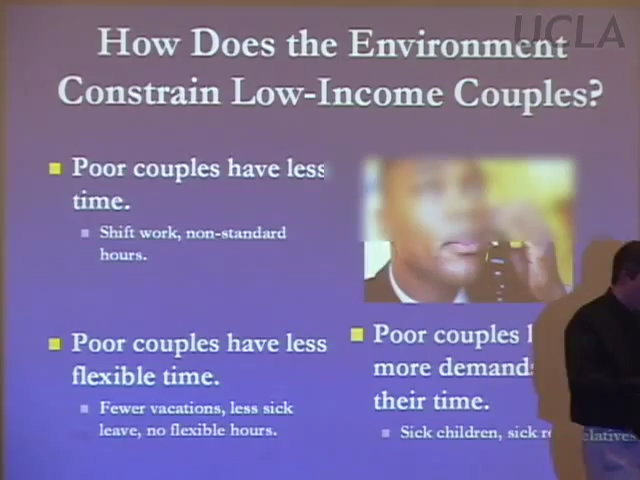 UCLA
How Does the Environment
Constrain Low-Income Couples?
Poor couples have less
time.
Shift work, non-standard
hours.
Poor couples have less
flexible time.
Fewer vacations, less sick
leave, no flexible hours.
Poor couples
more demands
their time.
Sick children, sick relatives